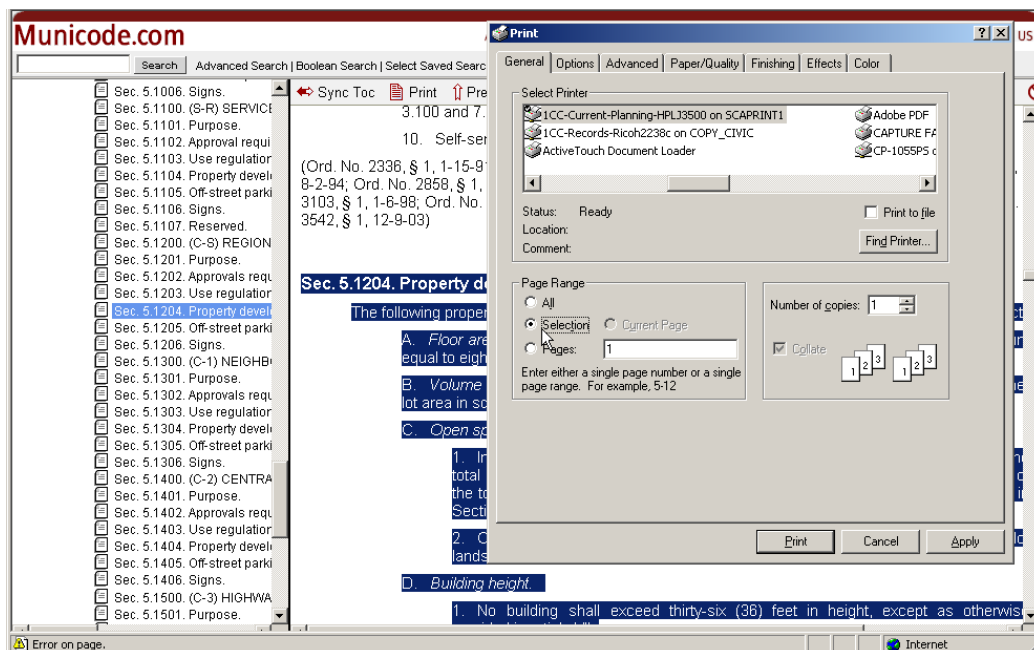 Municode.com
US
Search Advanced Search | Boolean Search | Select Saved Searc
Sec. 5.1006. Signs.
Sec. 5.1100. (S-R) SERVICE
Sec. 5.1101. Purpose.
Sec. 5.1102. Approval requi
Sec. 5.1103. Use regulation
Sec. 5.1104. Property devel
Sec. 5.1105. Off-street parki
Sec. 5.1106. Signs.
Sec. 5.1107. Reserved.
Sec. 5.1200. (C-S) REGION
Sec. 5.1201. Purpose.
Sec. 5.1202. Approvals requ
Sec. 5.1203. Use regulation
Sec. 5.1204. Property devel
Sec. 5.1205. Off-street parki
Sec. 5.1206. Signs.
Sec. 5.1300. (C-1) NEIGHB
Sec. 5.1301. Purpose.
Sec. 5.1302. Approvals requ
Sec. 5.1303. Use regulation
Sec. 5.1304. Property devel
Sec. 5.1305. Off-street parki
Sec. 5.1306. Signs.
Sec. 5.1400. (C-2) CENTRA
Sec. 5.1401. Purpose.
Sec. 5.1402. Approvals requ
Sec. 5.1403. Use regulation
Sec. 5.1404. Property devel
Sec. 5.1405. Off-street parki
Sec. 5.1406. Signs.
Sec. 5.1500. (C-3) HIGHWA
Sec. 5.1501. Purpose.
Sync Toc Print Pre
3.100 and 7.
10. Self-ser
(Ord. No. 2336, § 1, 1-15-91
8-2-94; Ord. No. 2858, § 1,
3103, § 1, 1-6-98; Ord. No.
3542, § 1, 12-9-03)
Sec. 5.1204. Property de
The following proper
A. Floor are
equal to eigh
B. Volume
lot area in sc
C. Open sp
1. In
total
the to
Secti
2. C
lands
D. Building height.
1. No building shall exceed thirty-six (36) feet in height, except as otherwis
Print
General Options Advanced Paper/Quality Finishing Effects Color
Select Printer
1CC-Current-Planning-HPLJ3500 on SCAPRINT1 Adobe PDF
1CC-Records-Ricoh2238c on COPY_CIVIC CAPTURE FA
ActiveTouch Document Loader CP-1055PS c
Status: Ready
Location:
Comment:
Print to file
Find Printer...
Page Range
All
Selection Current Page
Pages: 1
Enter either a single page number or a single
page range. For example, 5-12
Number of copies: 1
Collate
1 2 3 1 2 3
Print Cancel Apply
Error on page. Internet